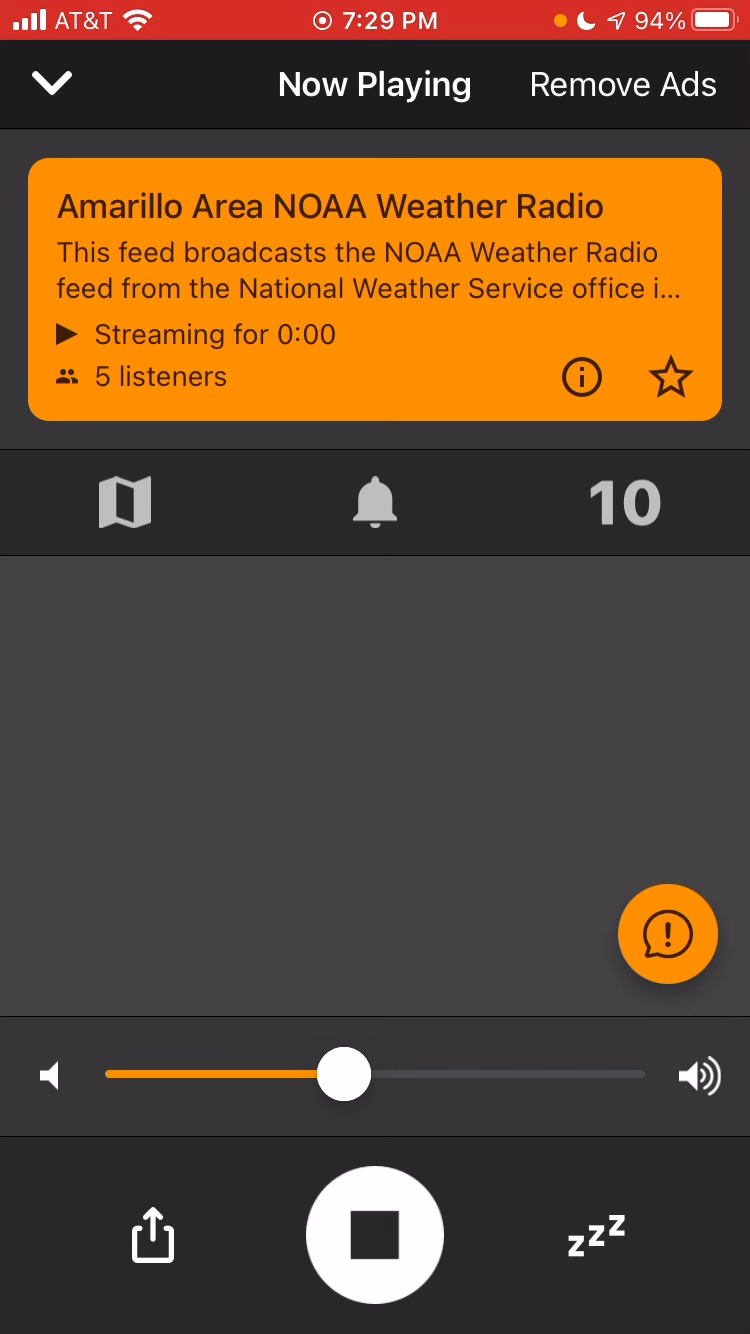 AT&T 7:29 PM 94%
Now Playing Remove Ads
Amarillo Area NOAA Weather Radio
This feed broadcasts the NOAA Weather Radio
feed from the National Weather Service office i...
Streaming for 0:00
5 listeners
10
zzz